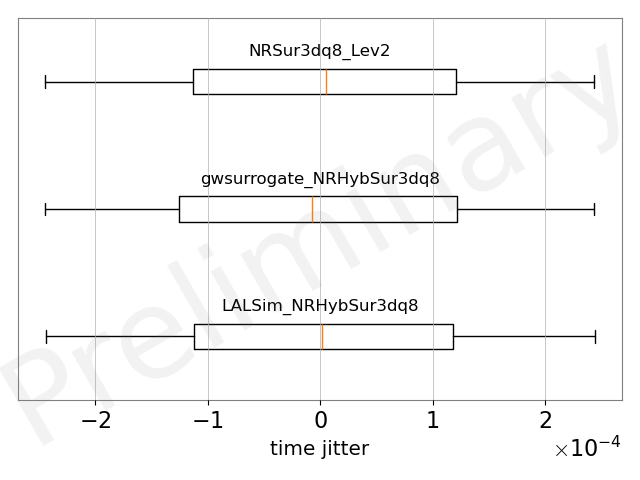 NRSur3dq8_Lev2
gwsurrogate_NRHybSur3dq8
LALSim_NRHybSur3dq8
Preliminary
−2 −1 0 1 2
time jitter
×10⁻⁴